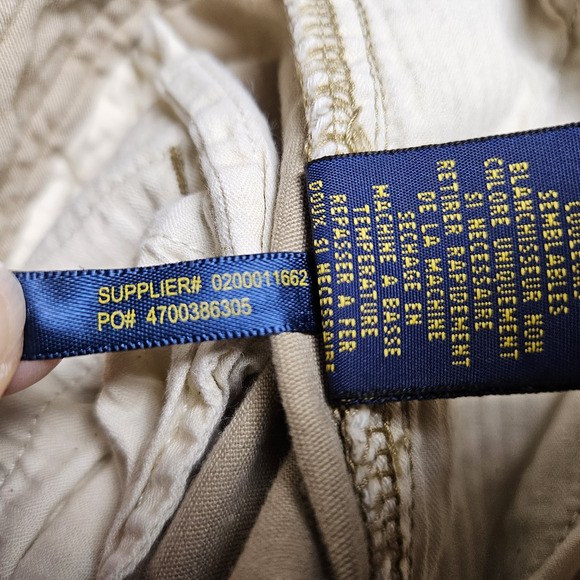 SUPPLIER# 0200011662
PO# 4700386305
SEMBLABLES
BLANCHISSEUR NON
CHLORE UNIQUEMENT
SI NECESSAIRE
RETIRER RAPIDEMENT
DE LA MACHINE
SECHAGE EN
MACHINE À BASSE
TEMPERATURE
REPASSER À FER
DOUX SI NECESSAIRE